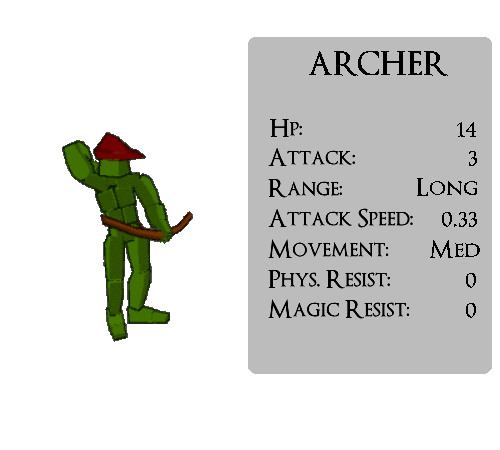 ARCHER
HP: 14
ATTACK: 3
RANGE: LONG
ATTACK SPEED: 0.33
MOVEMENT: MED
PHYS. RESIST: 0
MAGIC RESIST: 0